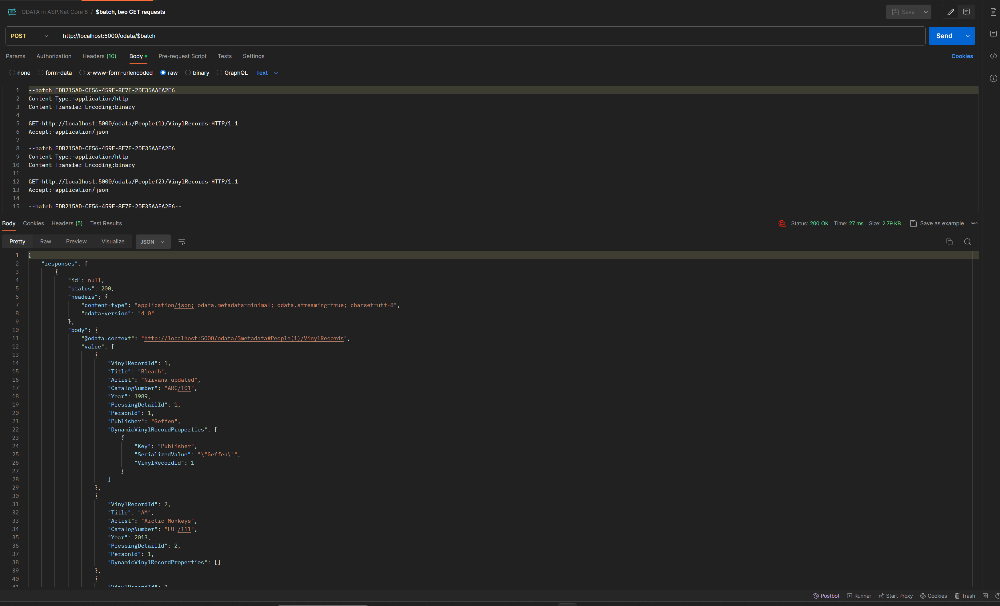 HTTP ODATA in ASP.Net Core 8 / $batch, two GET requests Save
POST http://localhost:5000/odata/$batch Send
Params Authorization Headers (10) Body Pre-request Script Tests Settings Cookies
none form-data x-www-form-urlencoded raw binary GraphQL Text
1 --batch_FDB215AD-CE56-459F-8E7F-2DF35AAEA2E6
2 Content-Type: application/http
3 Content-Transfer-Encoding:binary
4
5 GET http://localhost:5000/odata/People(1)/VinylRecords HTTP/1.1
6 Accept: application/json
7
8 --batch_FDB215AD-CE56-459F-8E7F-2DF35AAEA2E6
9 Content-Type: application/http
10 Content-Transfer-Encoding:binary
11
12 GET http://localhost:5000/odata/People(2)/VinylRecords HTTP/1.1
13 Accept: application/json
14
15 --batch_FDB215AD-CE56-459F-8E7F-2DF35AAEA2E6--
Body Cookies Headers (5) Test Results Status: 200 OK Time: 27 ms Size: 2.79 KB Save as example
Pretty Raw Preview Visualize JSON
1 {
2 "responses": [
3 {
4 "id": null,
5 "status": 200,
6 "headers": {
7 "content-type": "application/json; odata.metadata=minimal; odata.streaming=true; charset=utf-8",
8 "odata-version": "4.0"
9 },
10 "body": {
11 "@odata.context": "http://localhost:5000/odata/$metadata#People(1)/VinylRecords",
12 "value": [
13 {
14 "VinylRecordId": 1,
15 "Title": "Bleach",
16 "Artist": "Nirvana updated",
17 "CatalogNumber": "ARC/101",
18 "Year": 1989,
19 "PressingDetailId": 1,
20 "PersonId": 1,
21 "Publisher": "Geffen",
22 "DynamicVinylRecordProperties": [
23 {
24 "Key": "Publisher",
25 "SerializedValue": "\"Geffen\"",
26 "VinylRecordId": 1
27 }
28 ]
29 },
30 {
31 "VinylRecordId": 2,
32 "Title": "AM",
33 "Artist": "Arctic Monkeys",
34 "CatalogNumber": "EUI/111",
35 "Year": 2013,
36 "PressingDetailId": 2,
37 "PersonId": 1,
38 "DynamicVinylRecordProperties": []
39 },
40 {
Postbot Runner Start Proxy Cookies Trash